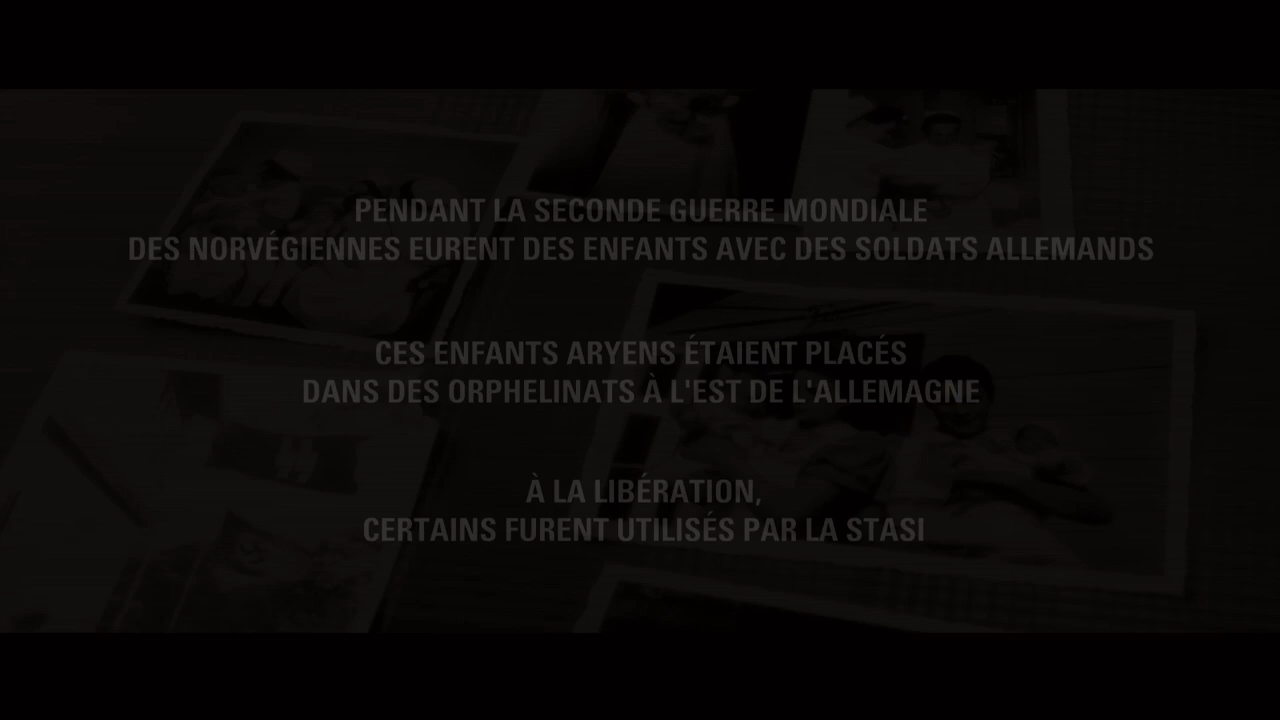 PENDANT LA SECONDE GUERRE MONDIALE
DES NORVÉGIENNES EURENT DES ENFANTS AVEC DES SOLDATS ALLEMANDS
CES ENFANTS ARYENS ÉTAIENT PLACÉS
DANS DES ORPHELINATS À L'EST DE L'ALLEMAGNE
À LA LIBÉRATION,
CERTAINS FURENT UTILISÉS PAR LA STASI